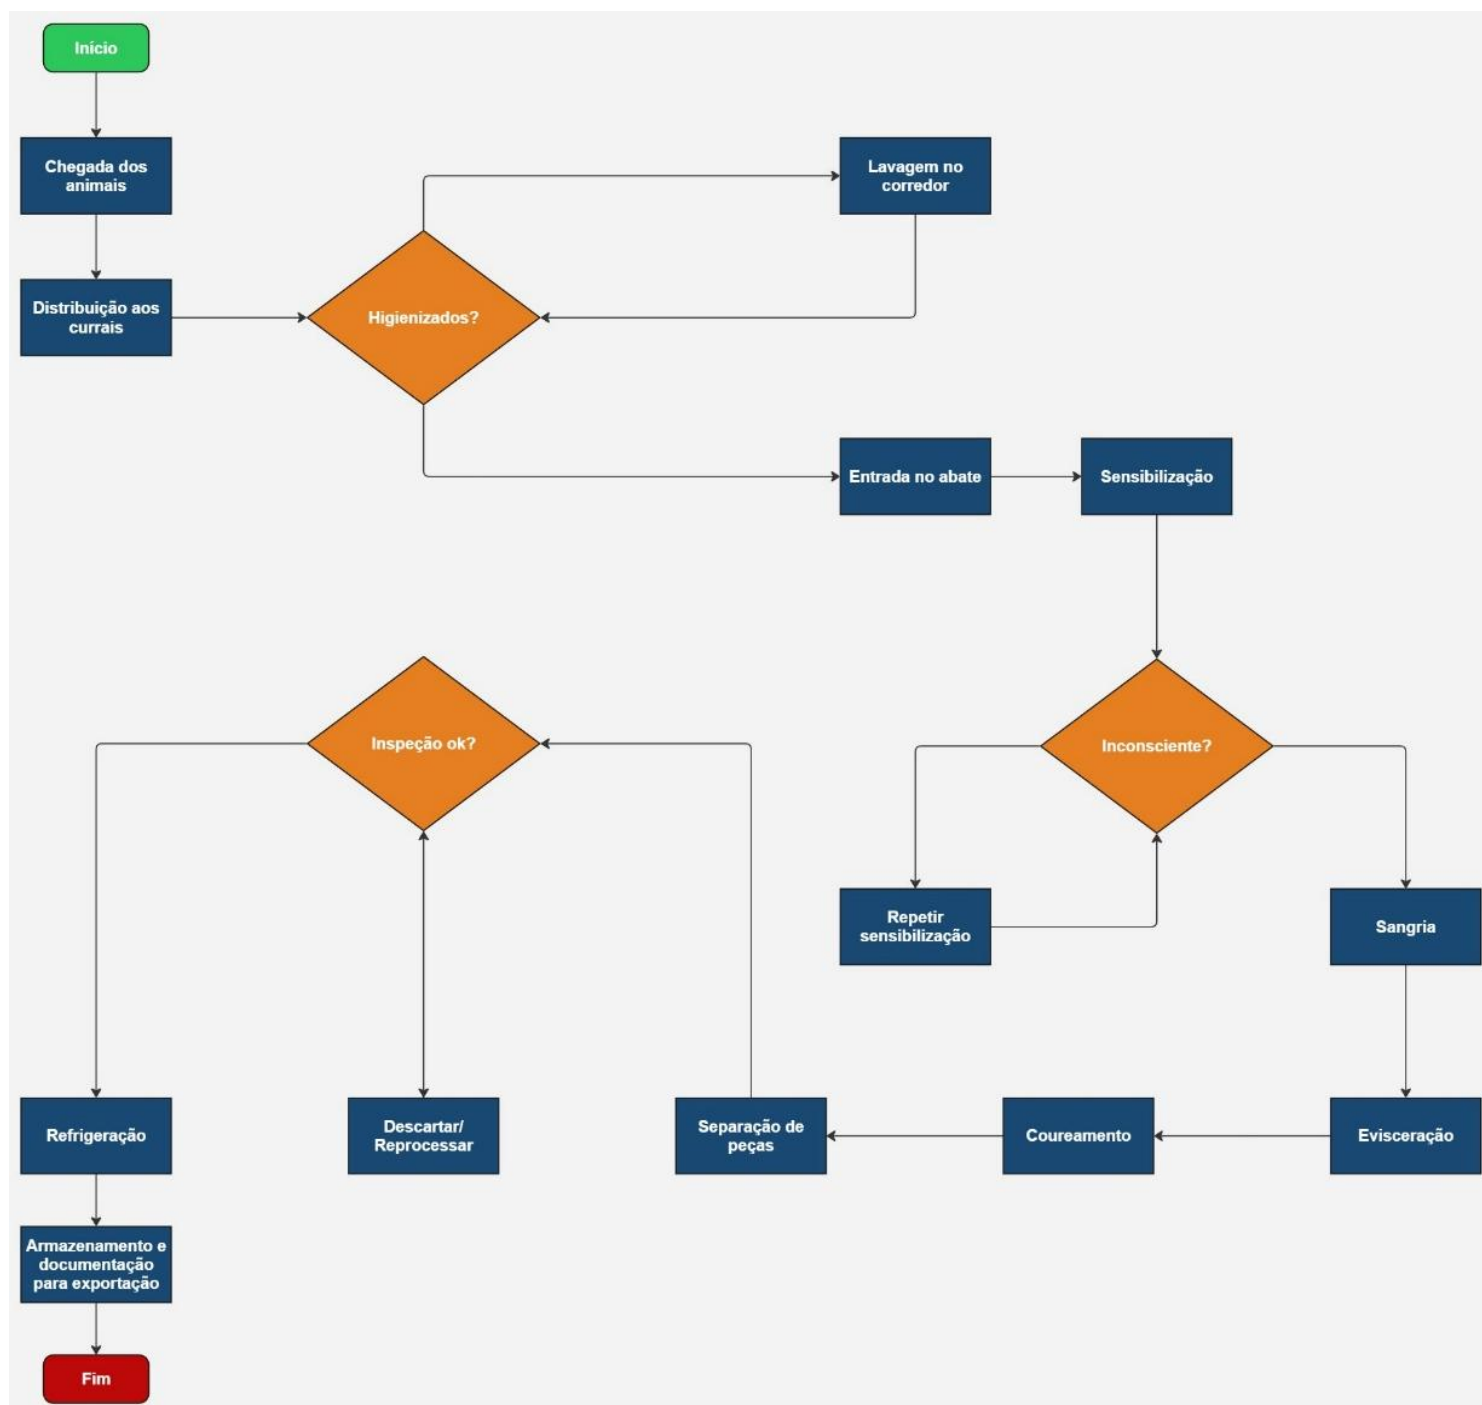 Início
Chegada dos
animais
Distribuição aos
currais
Higienizados?
Lavagem no
corredor
Entrada no abate
Sensibilização
Inconsciente?
Repetir
sensibilização
Sangria
Evisceração
Coureamento
Separação de
peças
Inspeção ok?
Descartar/
Reprocessar
Refrigeração
Armazenamento e
documentação
para exportação
Fim